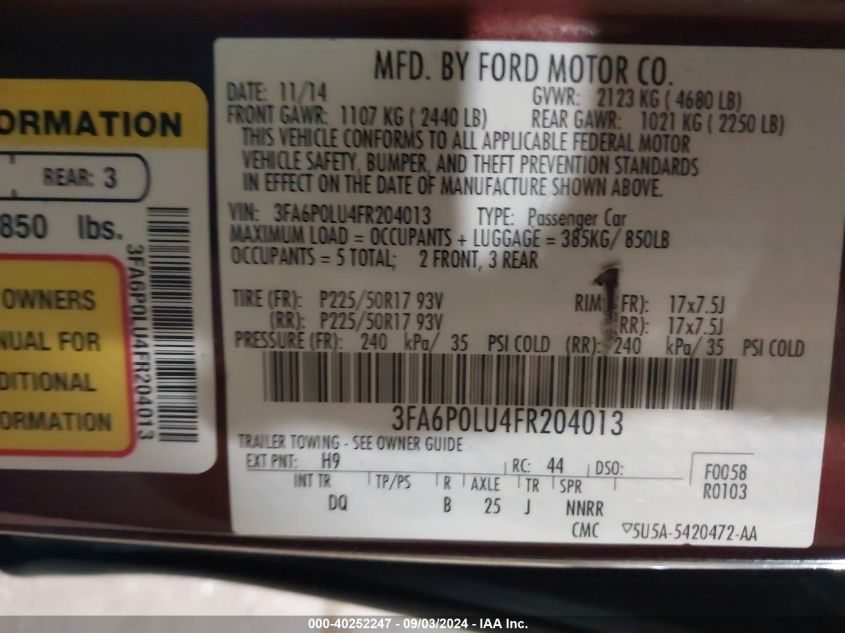 ORMATION
REAR: 3
850 lbs.
OWNERS
NUAL FOR
DITIONAL
ORMATION
3FA6P0LU4FR204013
MFD. BY FORD MOTOR CO.
DATE: 11/14 GVWR: 2123 KG ( 4680 LB)
FRONT GAWR: 1107 KG ( 2440 LB) REAR GAWR: 1021 KG ( 2250 LB)
THIS VEHICLE CONFORMS TO ALL APPLICABLE FEDERAL MOTOR
VEHICLE SAFETY, BUMPER, AND THEFT PREVENTION STANDARDS
IN EFFECT ON THE DATE OF MANUFACTURE SHOWN ABOVE.
VIN: 3FA6P0LU4FR204013 TYPE: Passenger Car
MAXIMUM LOAD = OCCUPANTS + LUGGAGE = 385KG/ 850LB
OCCUPANTS = 5 TOTAL; 2 FRONT, 3 REAR
1
TIRE (FR): P225/50R17 93V RIM (FR): 17x7.5J
(RR): P225/50R17 93V (RR): 17x7.5J
PRESSURE (FR): 240 kPa/ 35 PSI COLD (RR): 240 kPa/ 35 PSI COLD
3FA6P0LU4FR204013
TRAILER TOWING - SEE OWNER GUIDE
EXT PNT: H9 RC: 44 DSO: F0058
INT TR TP/PS R AXLE TR SPR R0103
DQ B 25 J NNRR
CMC ▽5U5A-5420472-AA
000-40252247 - 09/03/2024 - IAA Inc.